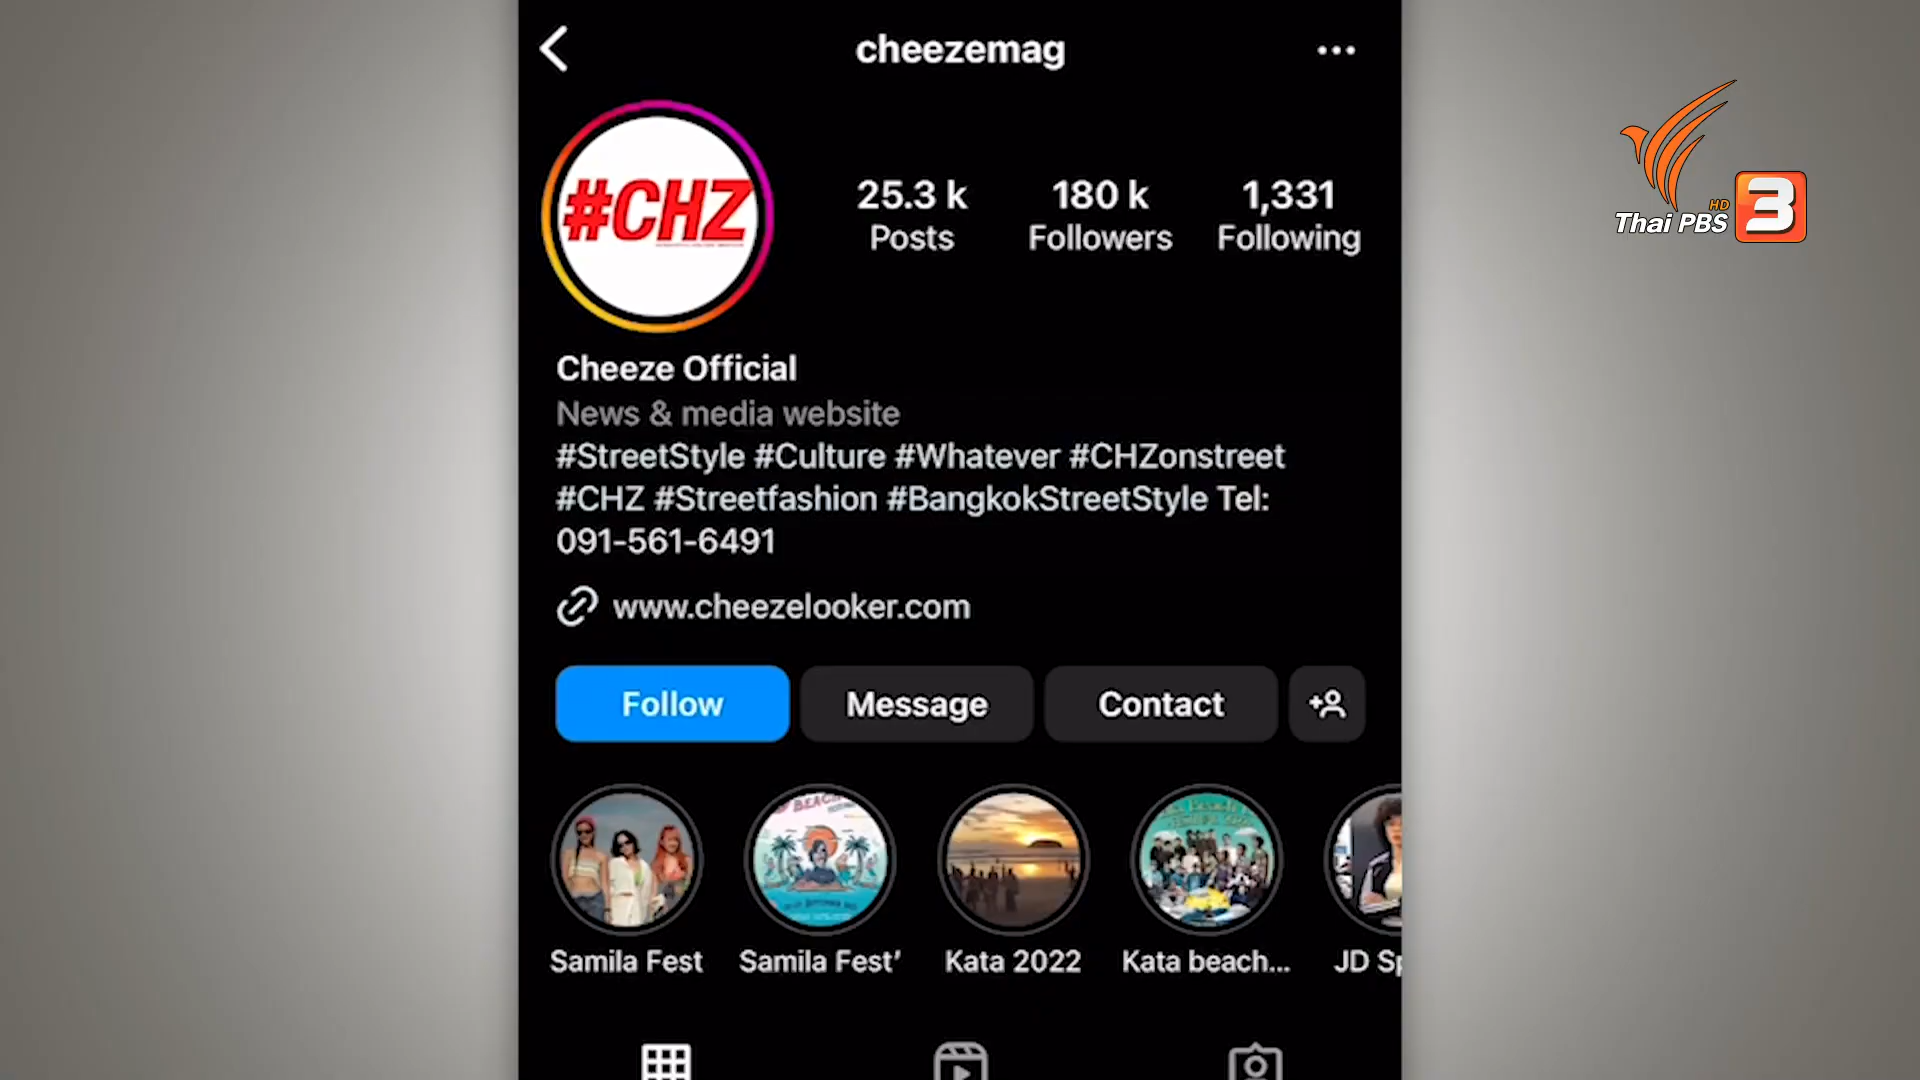 cheezemag
#CHZ
25.3 k
Posts
180 k
Followers
1,331
Following
Cheeze Official
News & media website
#StreetStyle #Culture #Whatever #CHZonstreet
#CHZ #Streetfashion #BangkokStreetStyle Tel:
091-561-6491
www.cheezelooker.com
Follow
Message
Contact
Samila Fest
Samila Fest'
Kata 2022
Kata beach...
JD Sp
Thai PBS HD 3